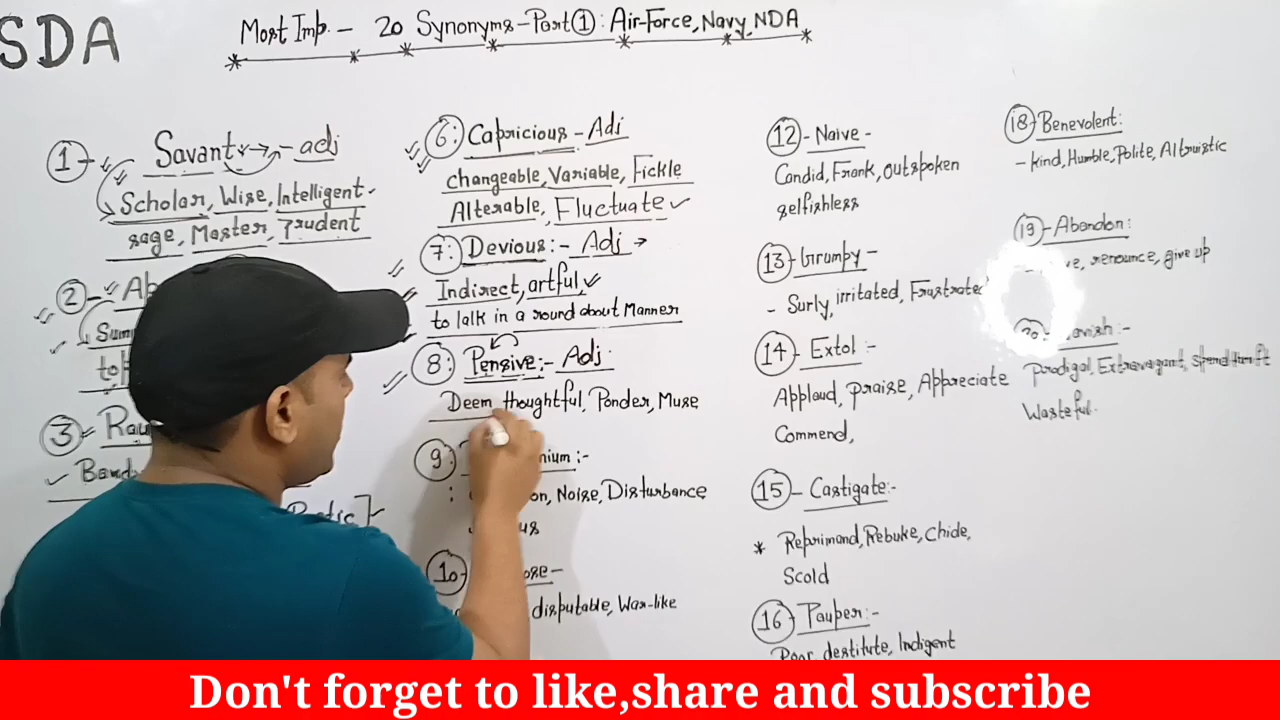 SDA
Most Imp. - 20 Synonyms-Part ①: Air-Force, Navy, NDA
1 - Savant → - adj
Scholar, Wise, Intelligent
sage, Master, Prudent
2 -
3 -
6: Capricious - Adj
changeable, Variable, Fickle
Alterable, Fluctuate
7: Devious :- Adj →
Indirect, artful
to talk in a round about Manner
8: Pensive :- Adj.
Deem thoughtful, Ponder, Muse
9:
Noise, Disturbance
10 -
disputable, War-like
12 - Naive -
Candid, Frank, outspoken
selfishless
13 - Grumpy -
- Surly, irritated, Frustrated
14 - Extol :-
Applaud, praise, Appreciate
Commend,
15 - Castigate:-
* Reprimand, Rebuke, Chide,
Scold
16 - Pauper :-
Poor, destitute, Indigent
18 - Benevolent:
- kind, Humble, Polite, Altruistic
19 - Abandon:
renounce, give up
Prodigal, Extravagant, Spendthrift
Wasteful.
Don't forget to like,share and subscribe